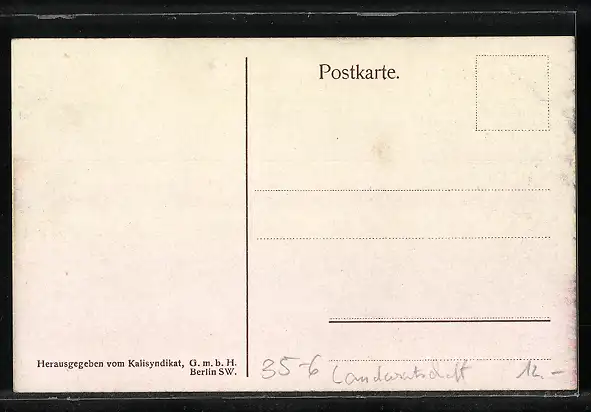 Postkarte.
Herausgegeben vom Kalisyndikat, G. m. b. H.
Berlin SW.
35-6 Landwirtschaft 12.-